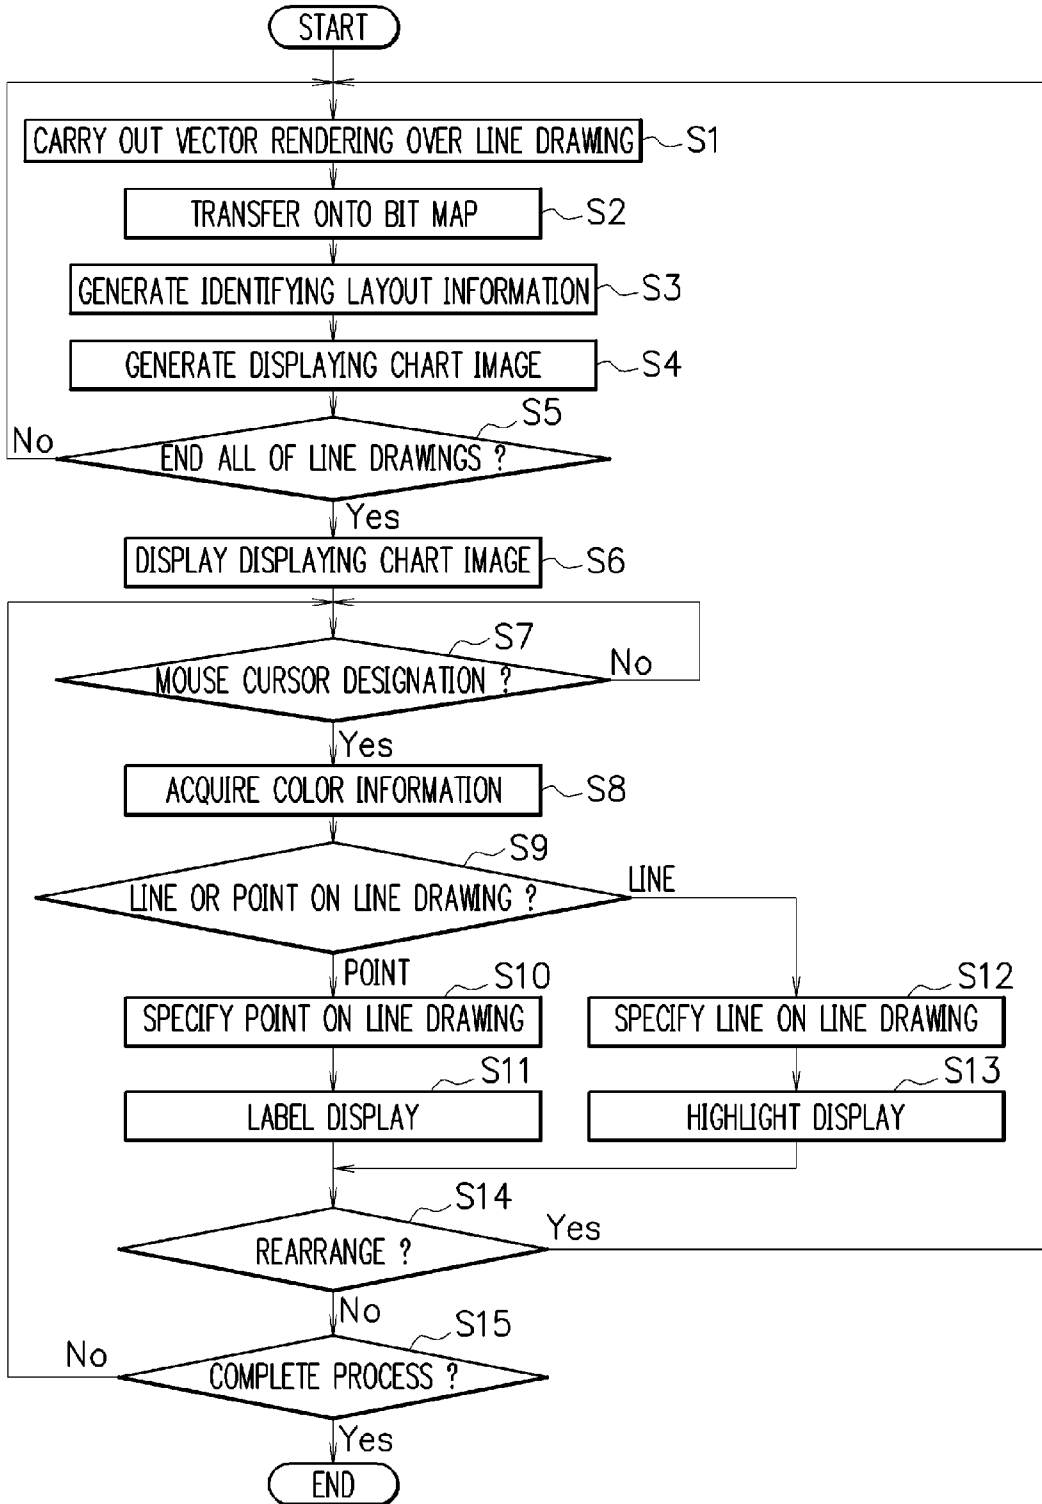 START
CARRY OUT VECTOR RENDERING OVER LINE DRAWING
S1
TRANSFER ONTO BIT MAP
S2
GENERATE IDENTIFYING LAYOUT INFORMATION
S3
GENERATE DISPLAYING CHART IMAGE
S4
S5
No
END ALL OF LINE DRAWINGS ?
Yes
DISPLAY DISPLAYING CHART IMAGE
S6
S7
MOUSE CURSOR DESIGNATION ?
No
Yes
ACQUIRE COLOR INFORMATION
S8
S9
LINE OR POINT ON LINE DRAWING ?
LINE
POINT
S10
S12
SPECIFY POINT ON LINE DRAWING
SPECIFY LINE ON LINE DRAWING
S11
S13
LABEL DISPLAY
HIGHLIGHT DISPLAY
S14
REARRANGE ?
Yes
No
S15
No
COMPLETE PROCESS ?
Yes
END